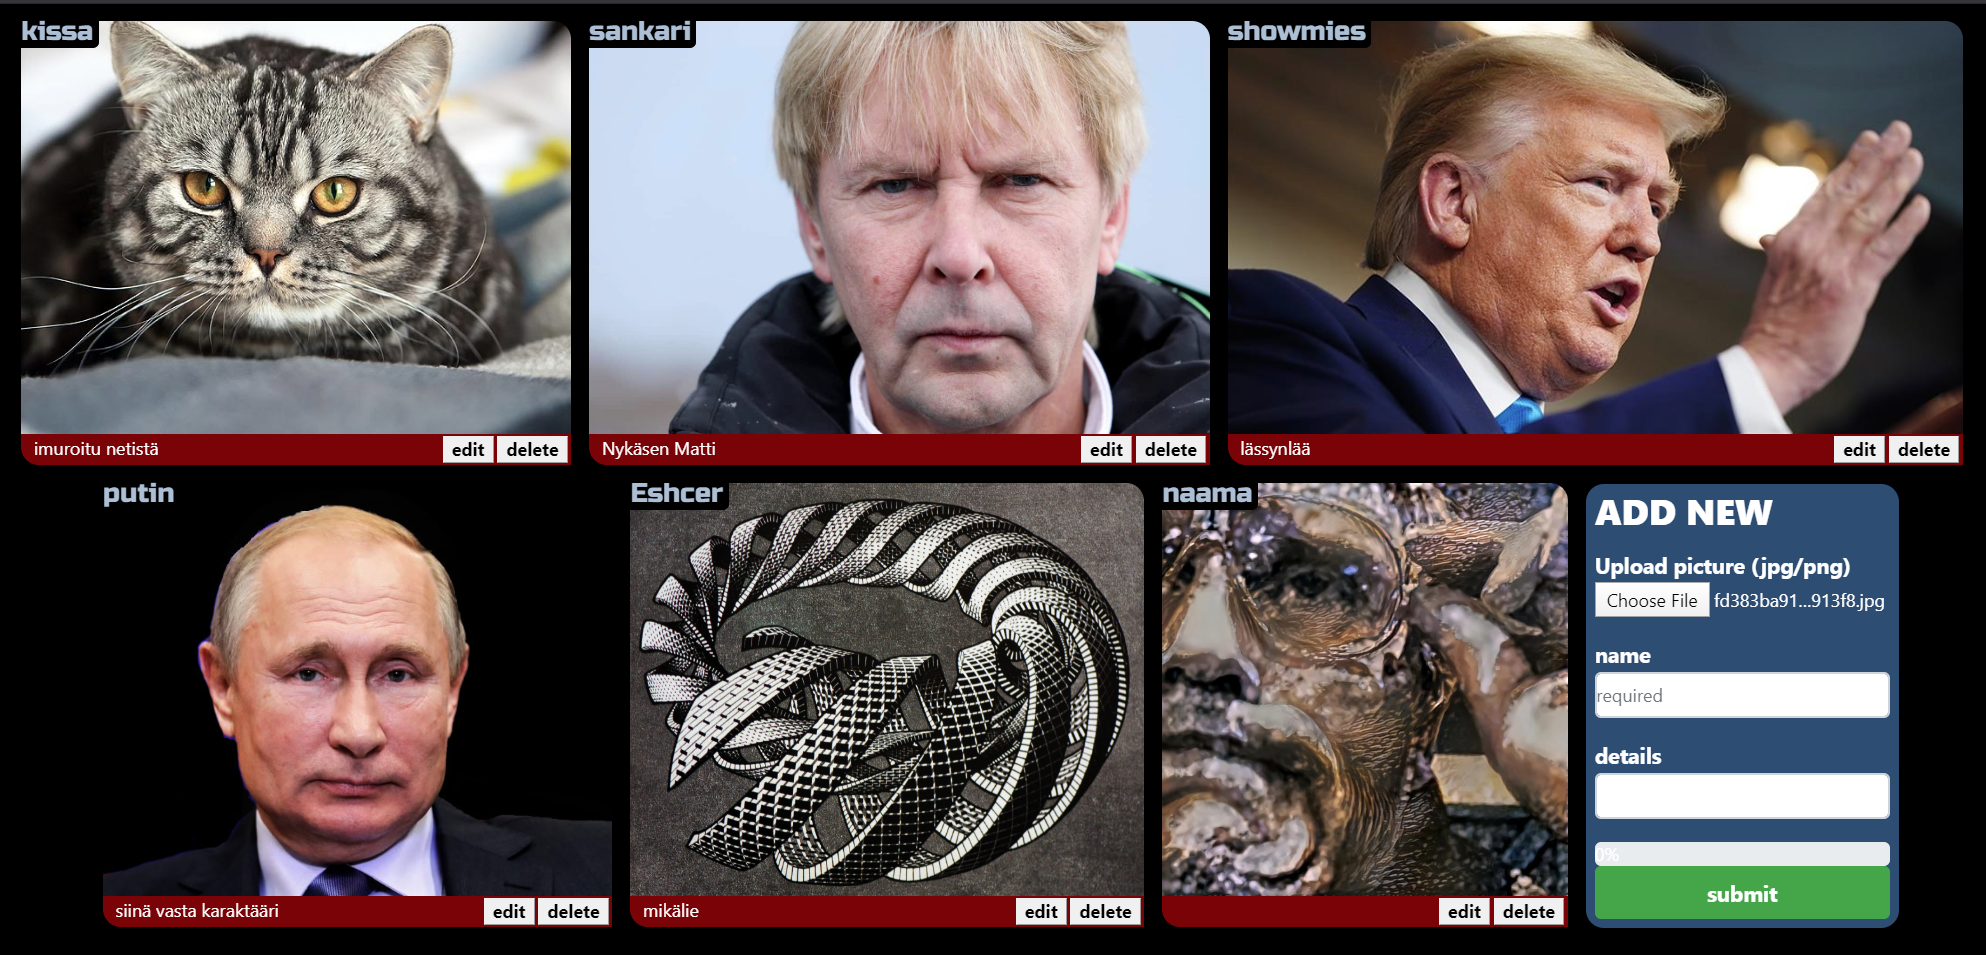 kissa
sankari
showmies
imuroitu netistä edit delete
Nykäsen Matti edit delete
lässynlää edit delete
putin
Eshcer
naama
ADD NEW
Upload picture (jpg/png)
Choose File fd383ba91...913f8.jpg
name
required
details
0%
submit
siinä vasta karaktääri edit delete
mikälie edit delete
edit delete